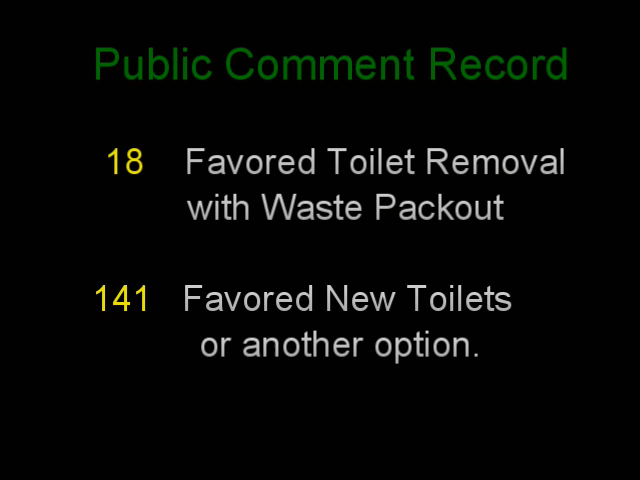 Public Comment Record
18 Favored Toilet Removal
with Waste Packout
141 Favored New Toilets
or another option.